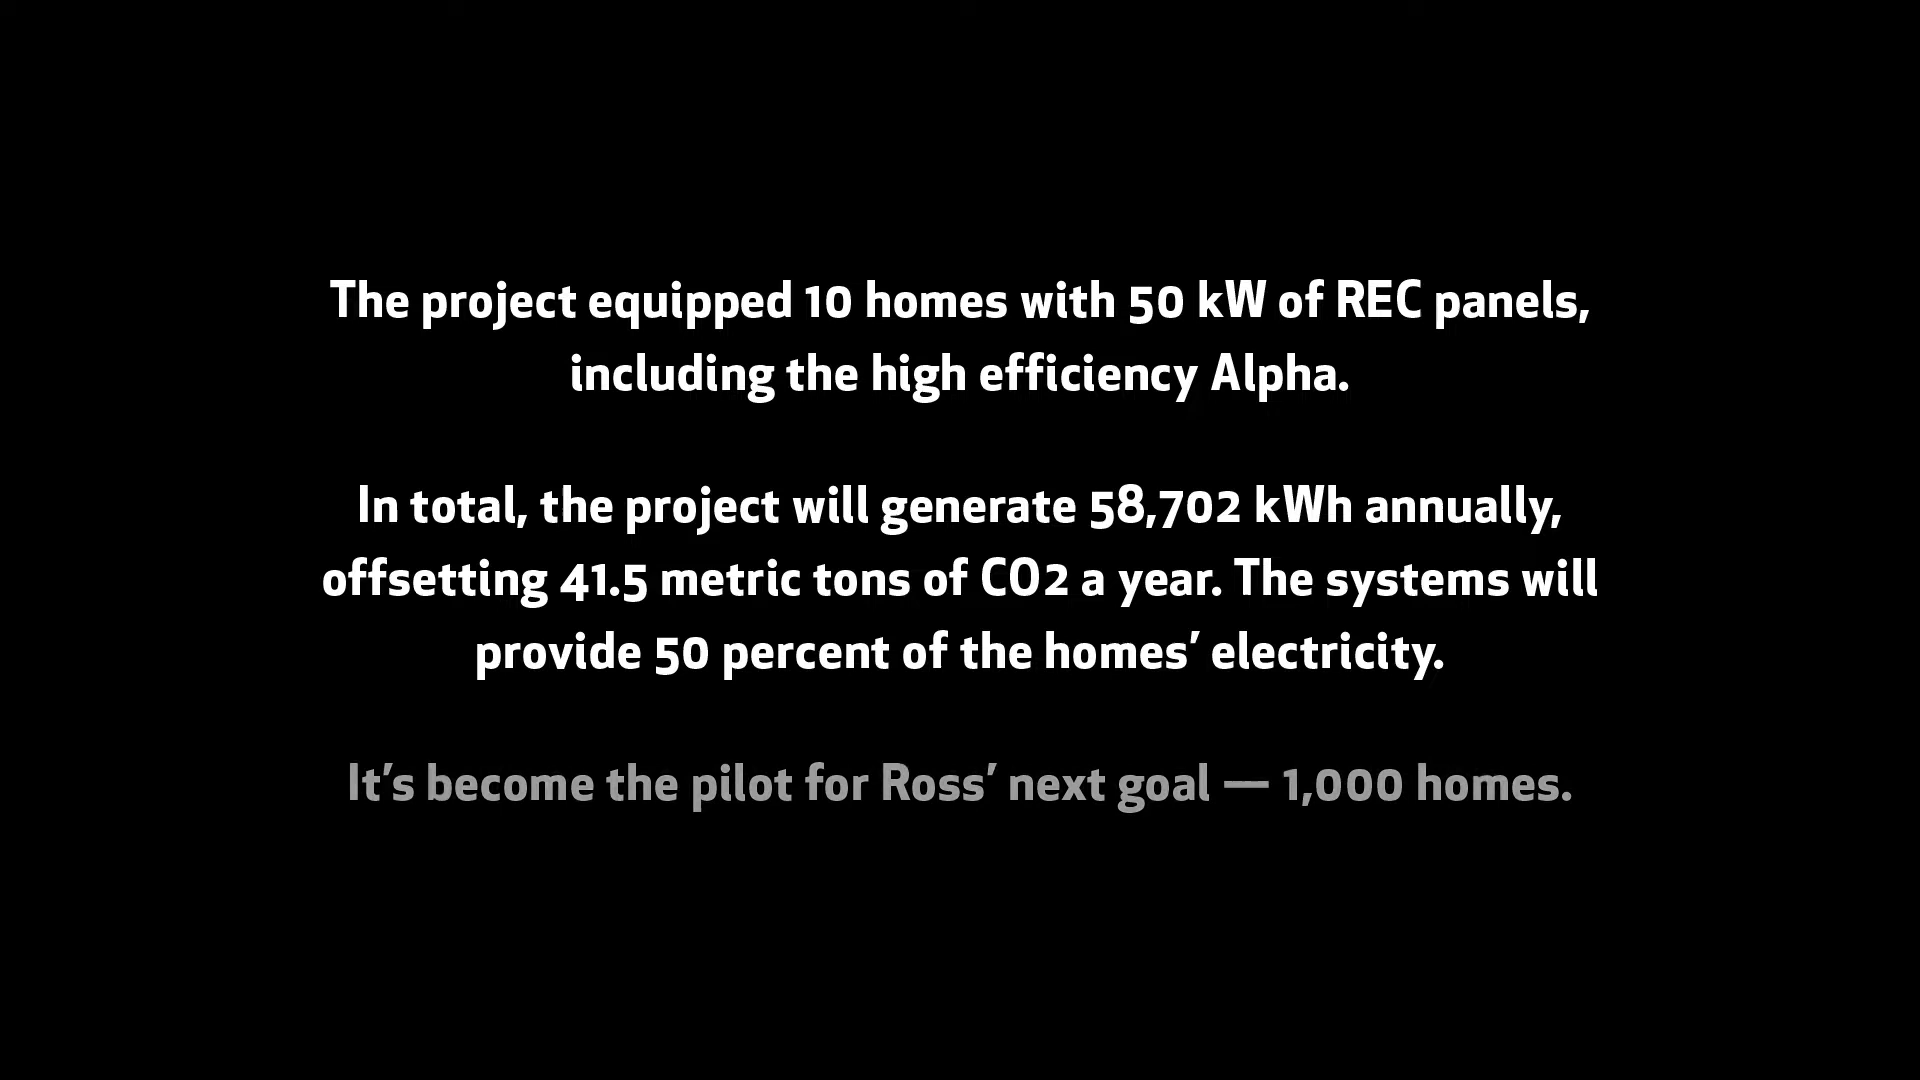 The project equipped 10 homes with 50 kW of REC panels,
including the high efficiency Alpha.
In total, the project will generate 58,702 kWh annually,
offsetting 41.5 metric tons of CO2 a year. The systems will
provide 50 percent of the homes’ electricity.
It’s become the pilot for Ross’ next goal — 1,000 homes.